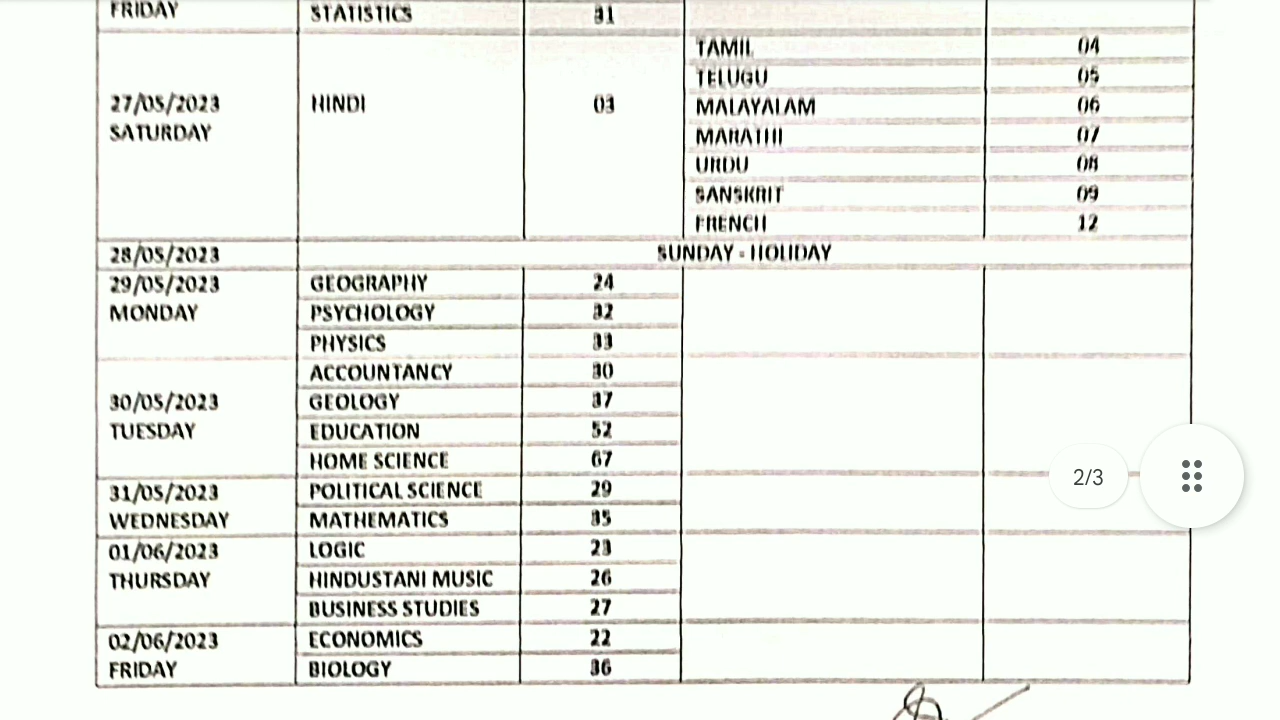 FRIDAY STATISTICS 31
TAMIL 04
TELUGU 05
27/05/2023 HINDI 03 MALAYALAM 06
SATURDAY MARATHI 07
URDU 08
SANSKRIT 09
FRENCH 12
28/05/2023 SUNDAY - HOLIDAY
29/05/2023 GEOGRAPHY 24
MONDAY PSYCHOLOGY 32
PHYSICS 33
ACCOUNTANCY 30
30/05/2023 GEOLOGY 37
TUESDAY EDUCATION 52
HOME SCIENCE 67
31/05/2023 POLITICAL SCIENCE 29
WEDNESDAY MATHEMATICS 35
01/06/2023 LOGIC 23
THURSDAY HINDUSTANI MUSIC 26
BUSINESS STUDIES 27
02/06/2023 ECONOMICS 22
FRIDAY BIOLOGY 36
2/3